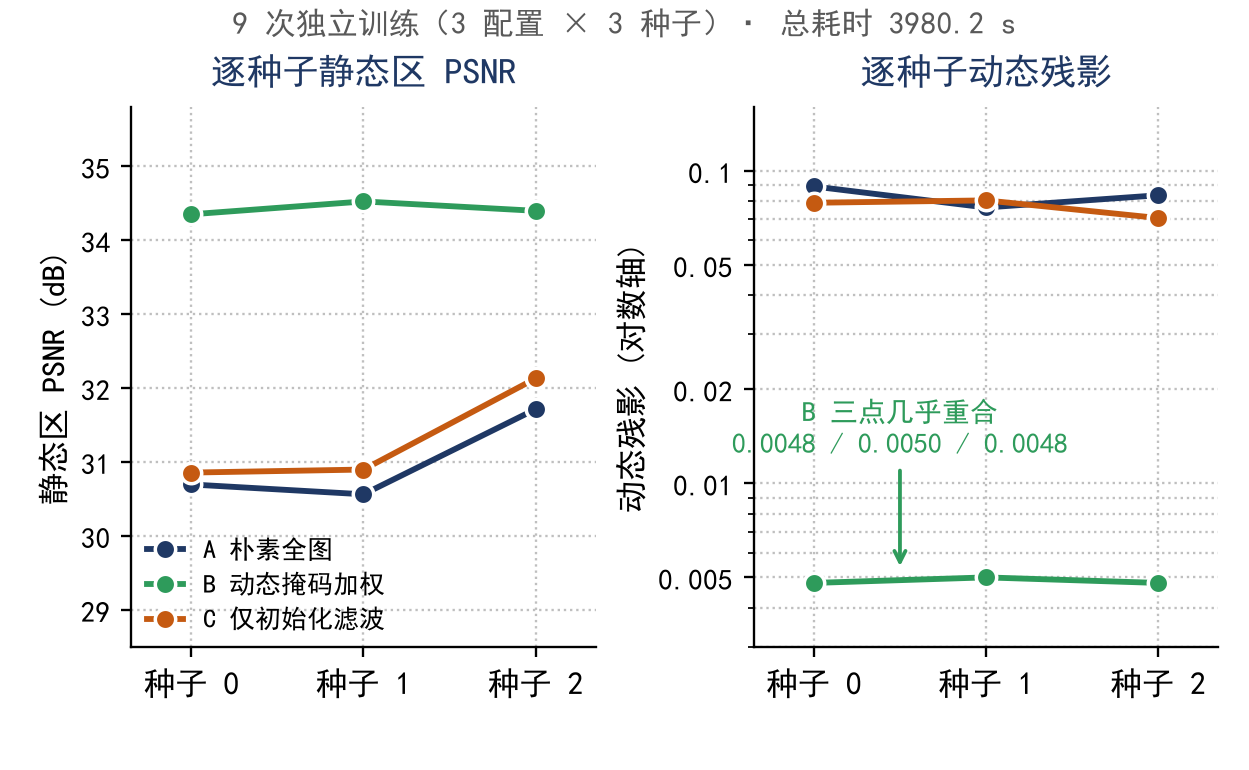 9 次独立训练（3 配置 × 3 种子）· 总耗时 3980.2 s
逐种子静态区 PSNR
35
34
33
32
31
30
29
静态区 PSNR (dB)
A 朴素全图
B 动态掩码加权
C 仅初始化滤波
种子 0
种子 1
种子 2
逐种子动态残影
0.1
0.05
0.02
0.01
0.005
动态残影 (对数轴)
B 三点几乎重合
0.0048 / 0.0050 / 0.0048
种子 0
种子 1
种子 2